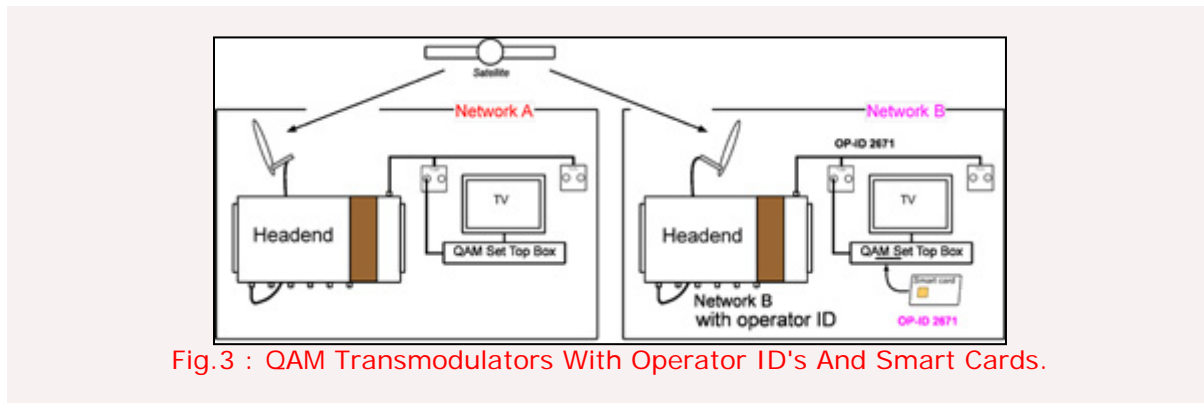 Satellite
Network A
Headend
TV
QAM Set Top Box
Network B
OP-ID 2671
Headend
TV
QAM Set Top Box
Smart card
OP-ID 2671
Network B
with operator ID
Fig.3 : QAM Transmodulators With Operator ID's And Smart Cards.